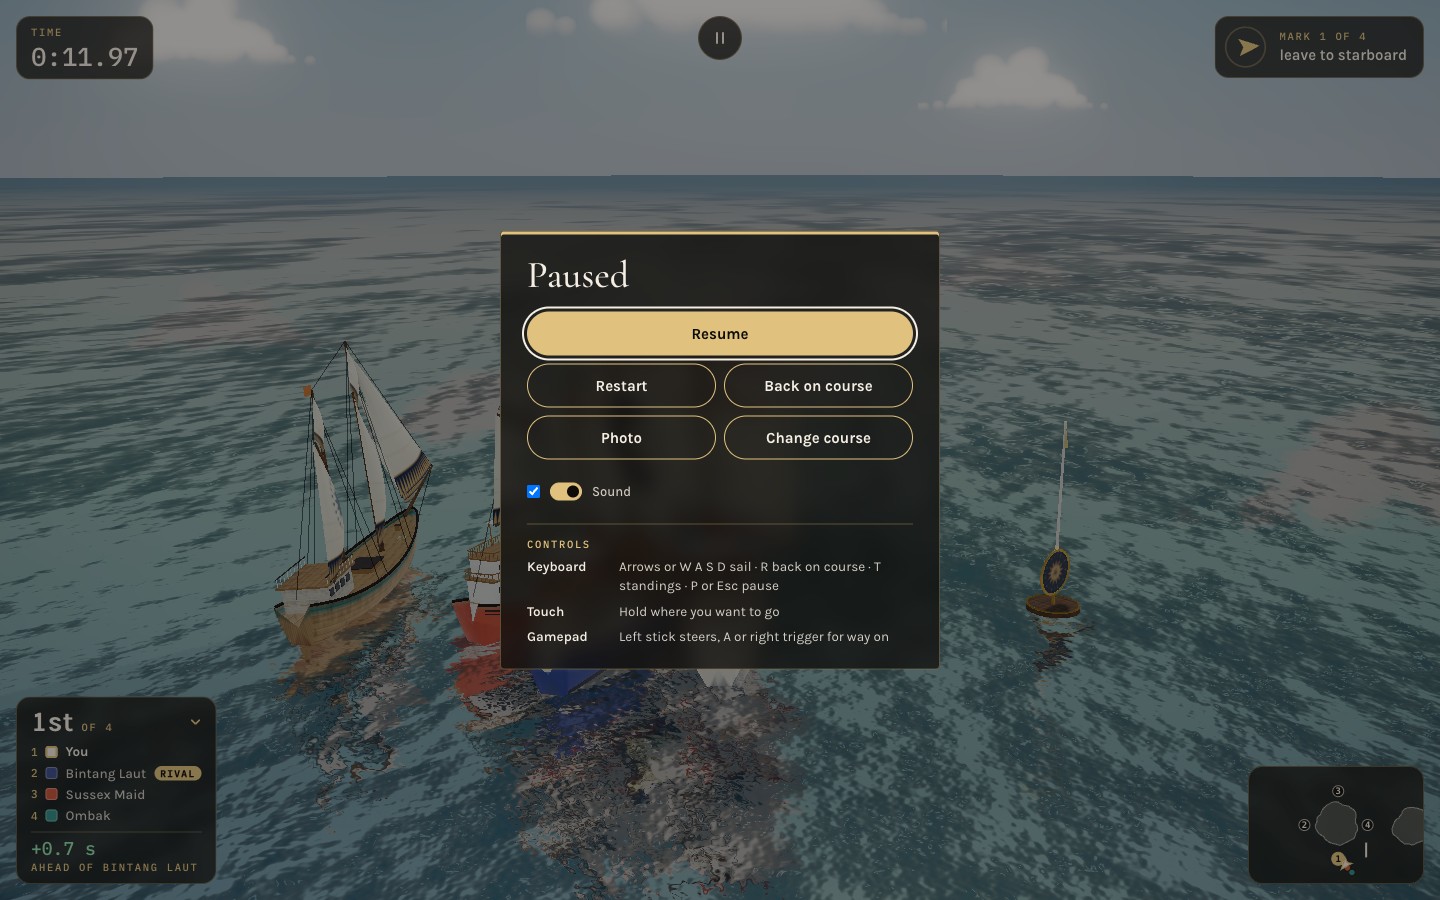 TIME
0:11.97
MARK 1 OF 4
leave to starboard
Paused
Resume
Restart
Back on course
Photo
Change course
Sound
CONTROLS
Keyboard
Arrows or W A S D sail · R back on course · T
standings · P or Esc pause
Touch
Hold where you want to go
Gamepad
Left stick steers, A or right trigger for way on
1st OF 4
1 You
2 Bintang Laut RIVAL
3 Sussex Maid
4 Ombak
+0.7 s
AHEAD OF BINTANG LAUT
3
2
4
1